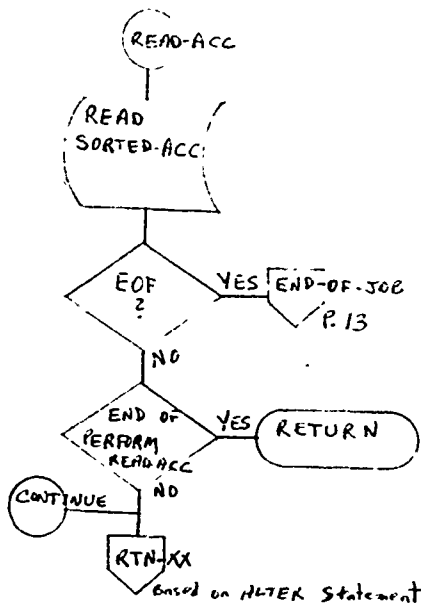 READ-ACC
READ
SORTED-ACC
EOF
?
YES
END-OF-JOB
P. 13
NO
END OF
PERFORM
READ-ACC
YES
RETURN
NO
CONTINUE
RTN-XX
Based on ALTER Statement